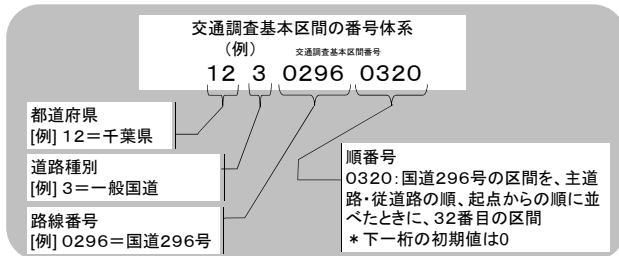 交通調査基本区間の番号体系
(例)
交通調査基本区間番号
12 3 0296 0320
都道府県
[例] 12=千葉県
道路種別
[例] 3=一般国道
路線番号
[例] 0296=国道296号
順番号
0320:国道296号の区間を、主道
路・従道路の順、起点からの順に並
べたときに、32番目の区間
*下一桁の初期値は0